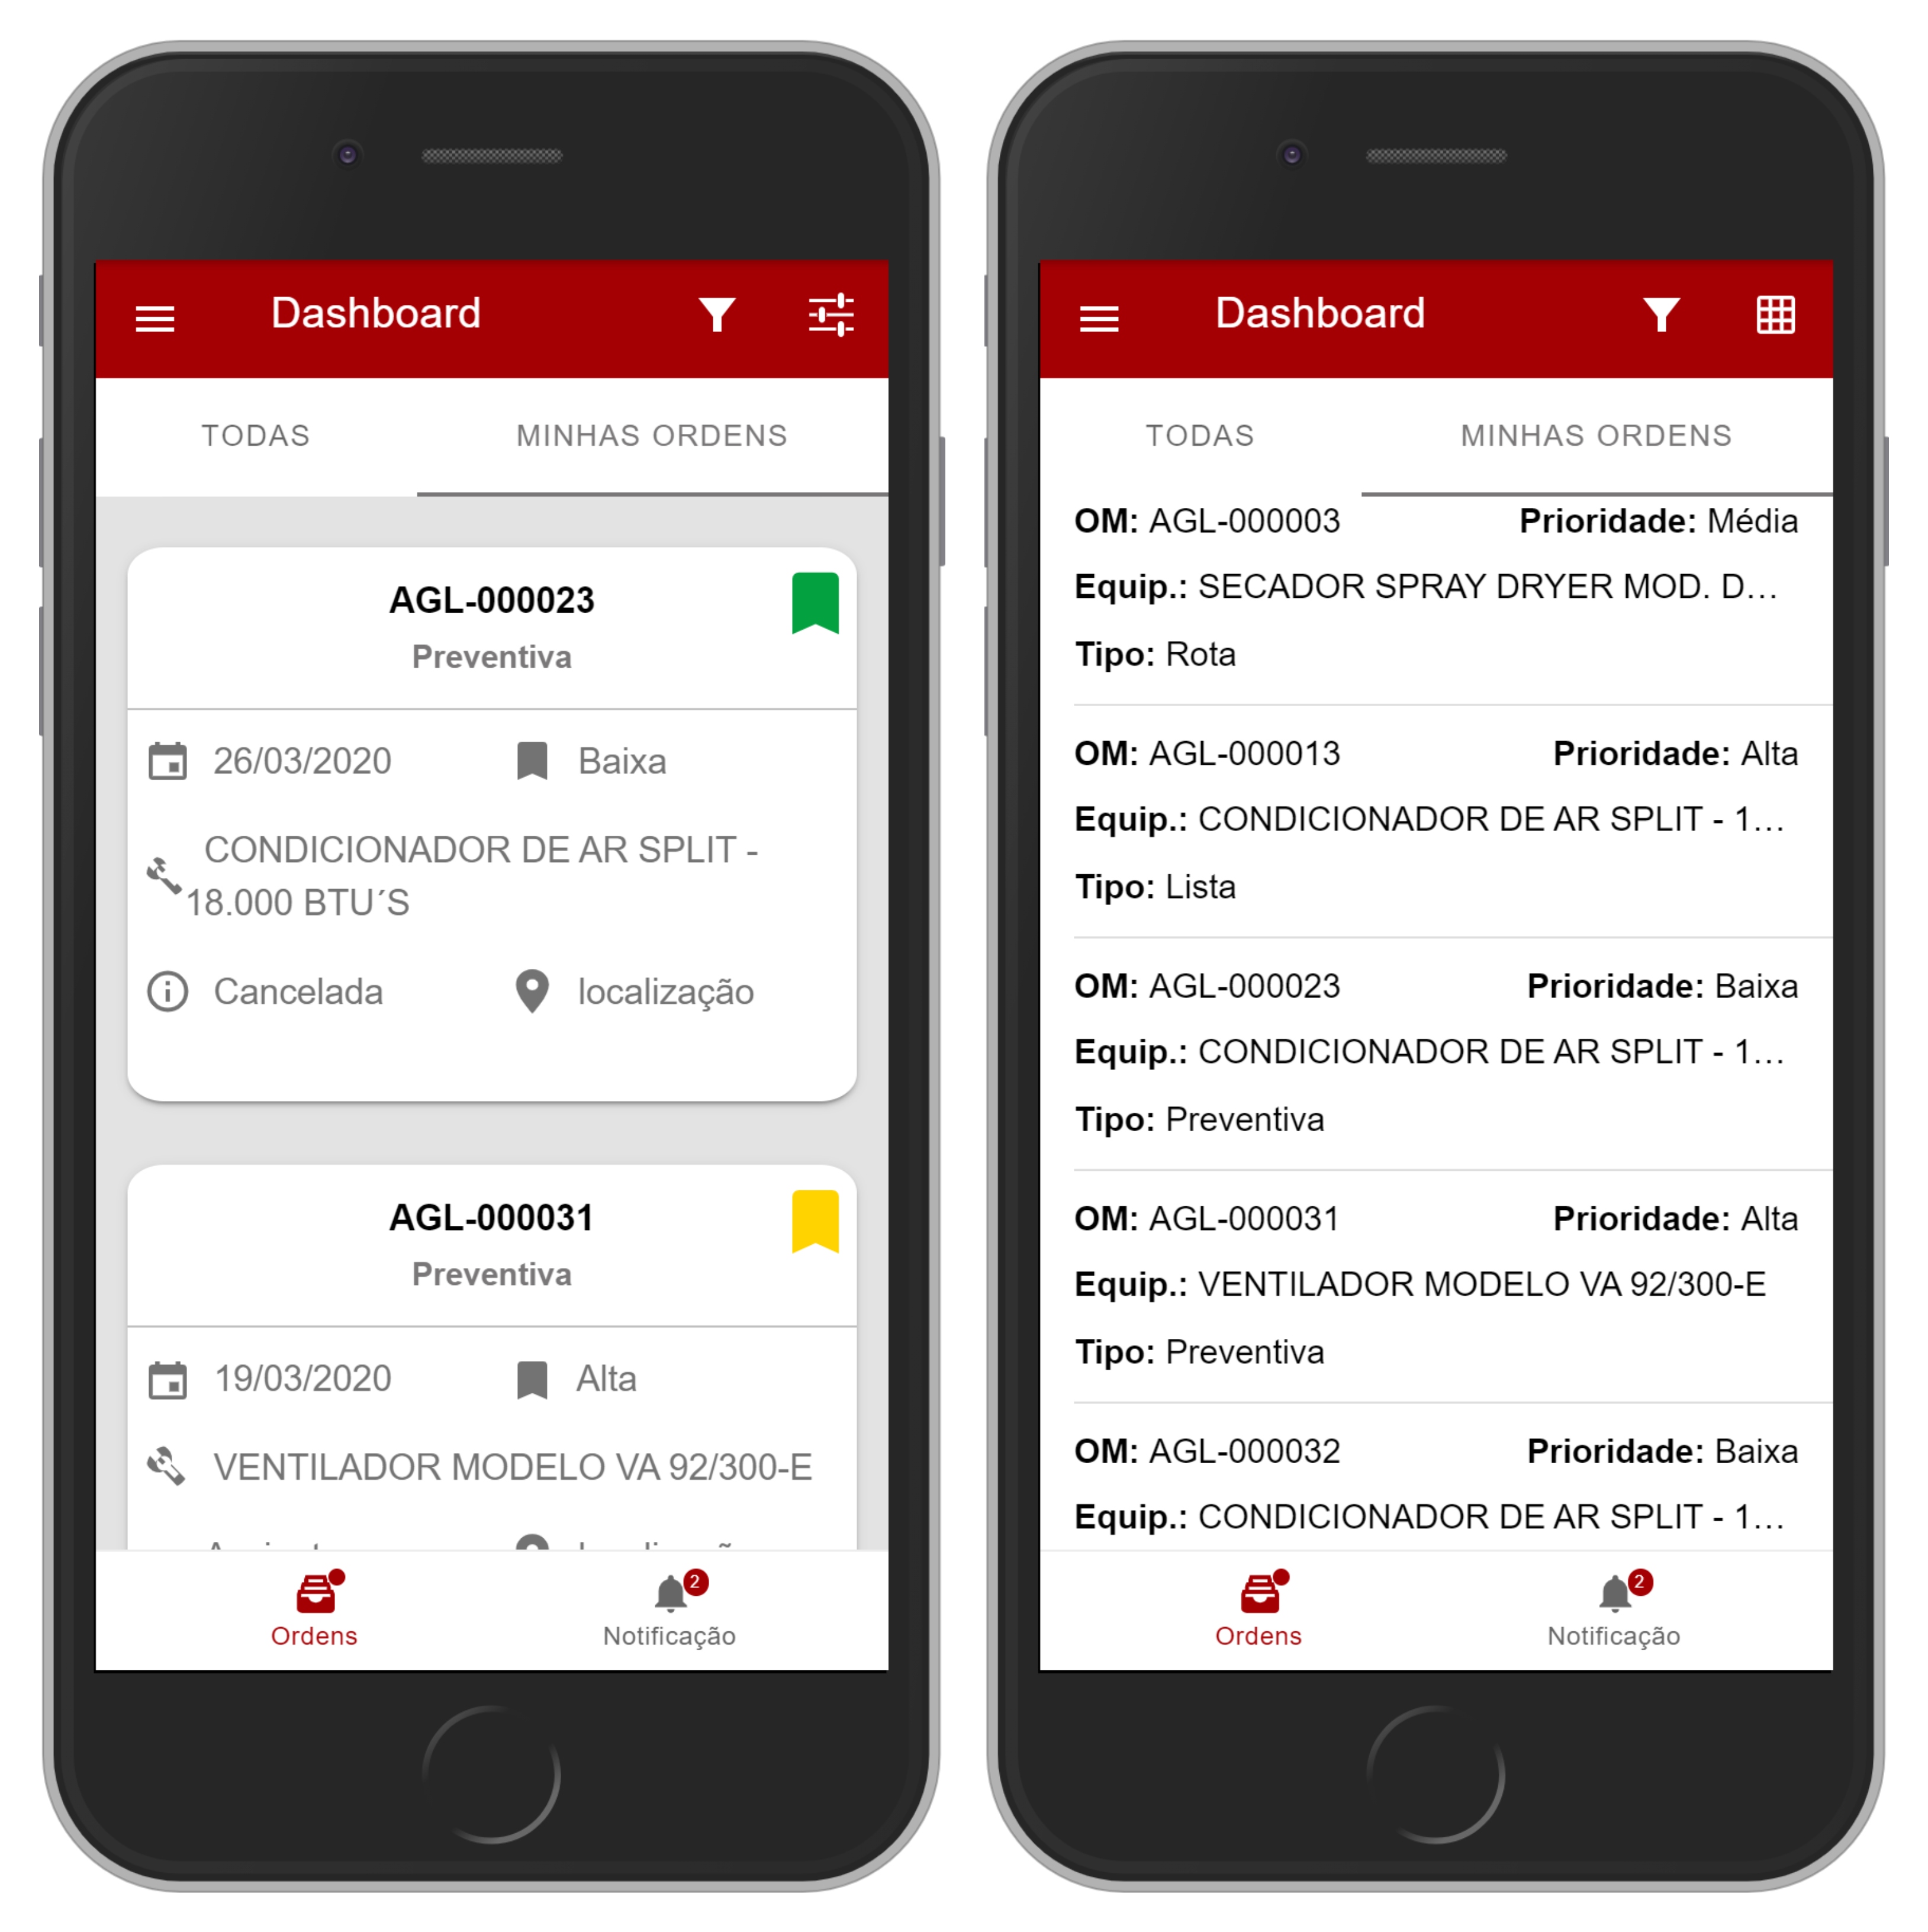 Dashboard
TODAS MINHAS ORDENS
AGL-000023
Preventiva
26/03/2020 Baixa
CONDICIONADOR DE AR SPLIT -
18.000 BTU´S
Cancelada localização
AGL-000031
Preventiva
19/03/2020 Alta
VENTILADOR MODELO VA 92/300-E
Ordens 2 Notificação
Dashboard
TODAS MINHAS ORDENS
OM: AGL-000003 Prioridade: Média
Equip.: SECADOR SPRAY DRYER MOD. D...
Tipo: Rota
OM: AGL-000013 Prioridade: Alta
Equip.: CONDICIONADOR DE AR SPLIT - 1...
Tipo: Lista
OM: AGL-000023 Prioridade: Baixa
Equip.: CONDICIONADOR DE AR SPLIT - 1...
Tipo: Preventiva
OM: AGL-000031 Prioridade: Alta
Equip.: VENTILADOR MODELO VA 92/300-E
Tipo: Preventiva
OM: AGL-000032 Prioridade: Baixa
Equip.: CONDICIONADOR DE AR SPLIT - 1...
Ordens 2 Notificação